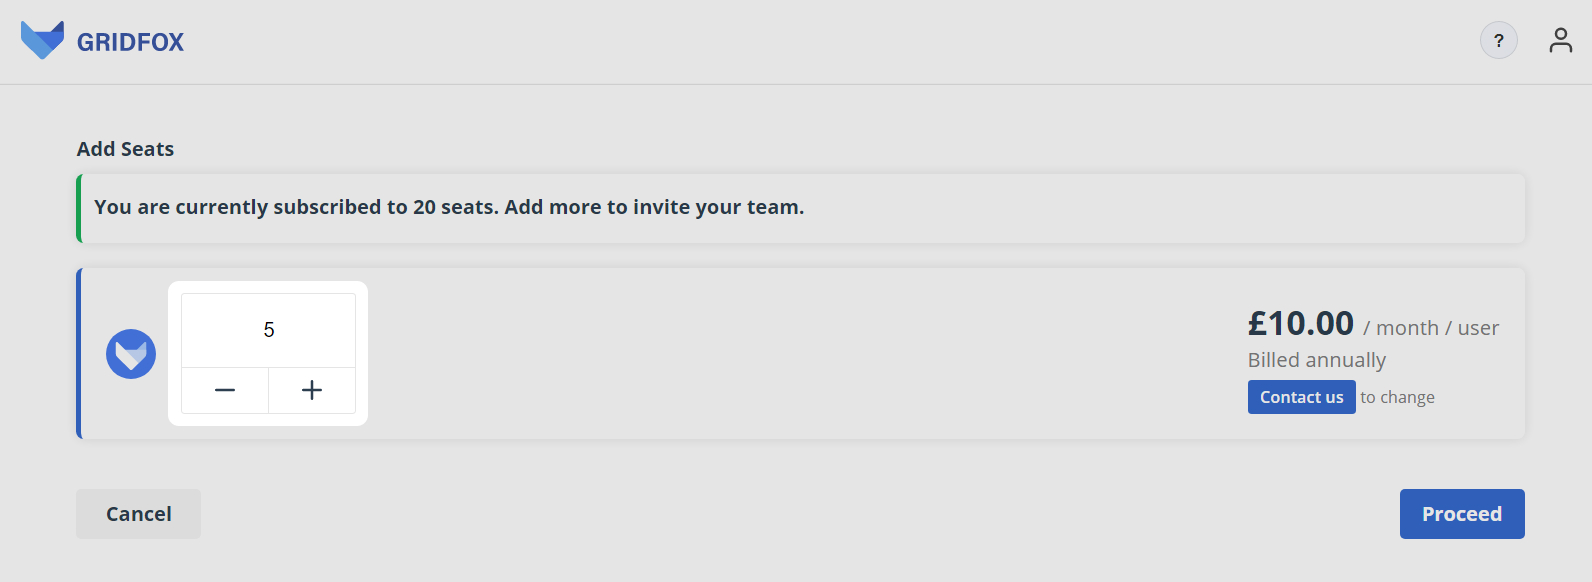 GRIDFOX
?
Add Seats
You are currently subscribed to 20 seats. Add more to invite your team.
5
− +
£10.00 / month / user
Billed annually
Contact us to change
Cancel
Proceed